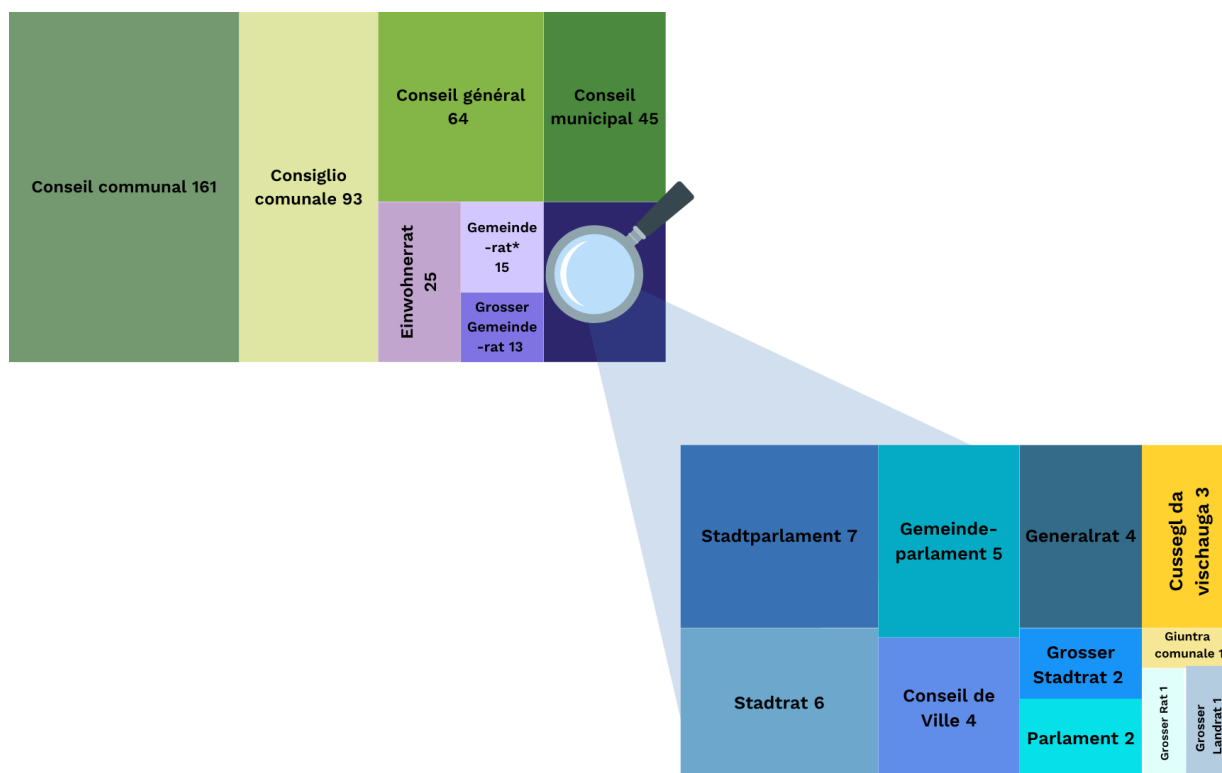 Conseil communal 161
Consiglio
comunale 93
Conseil général
64
Conseil
municipal 45
Einwohnerrat
25
Gemeinde
-rat*
15
Grosser
Gemeinde
-rat 13
Stadtparlament 7
Gemeinde-
parlament 5
Generalrat 4
Cussegl da
vischauga 3
Stadtrat 6
Conseil de
Ville 4
Grosser
Stadtrat 2
Parlament 2
Giuntra
comunale 1
Grosser Rat 1
Grosser
Landrat 1